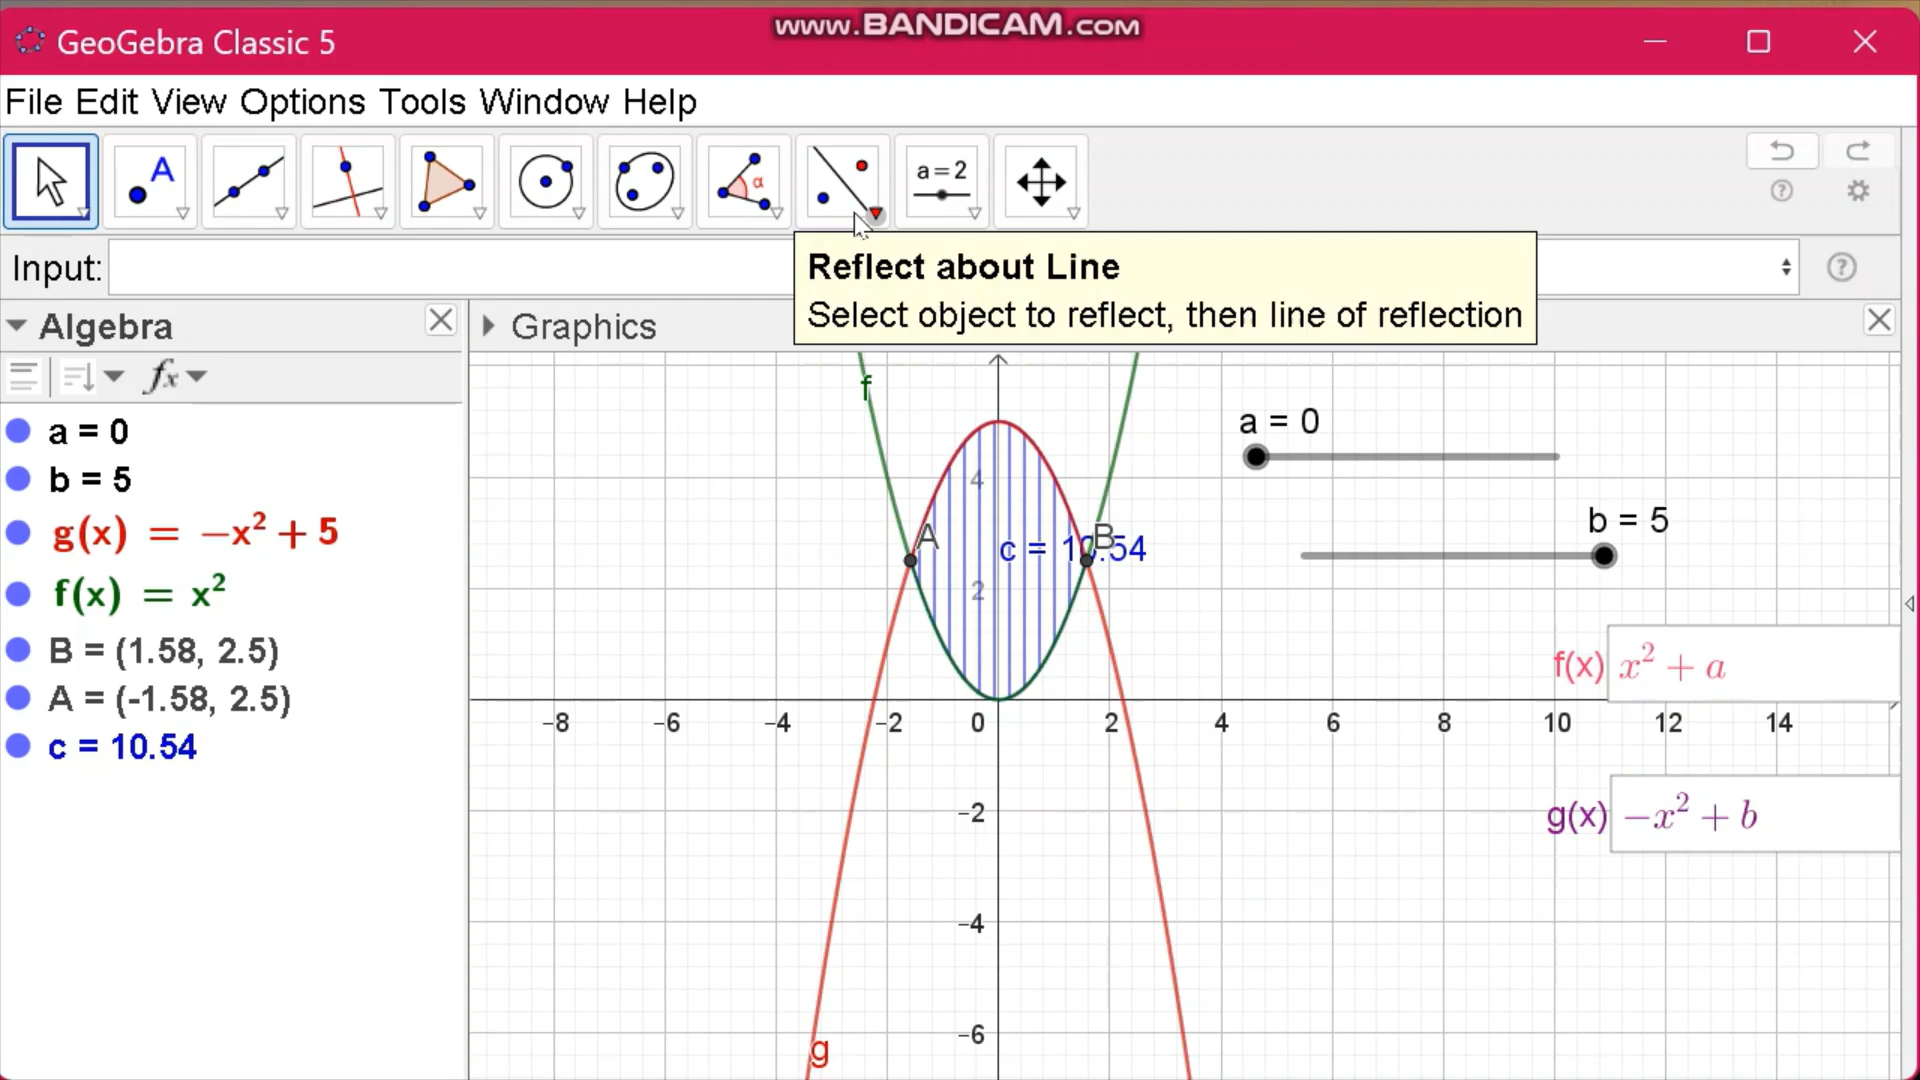 www.BANDICAM.com
GeoGebra Classic 5
File Edit View Options Tools Window Help
A
α
a=2
Input:
Reflect about Line
Select object to reflect, then line of reflection
Algebra
Graphics
fx
a = 0
b = 5
g(x) = −x² + 5
f(x) = x²
B = (1.58, 2.5)
A = (-1.58, 2.5)
c = 10.54
f
a = 0
4
b = 5
A
B
c = 10.54
2
f(x) x² + a
−8 −6 −4 −2 0 2 4 6 8 10 12 14
−2
g(x) −x² + b
−4
−6
g